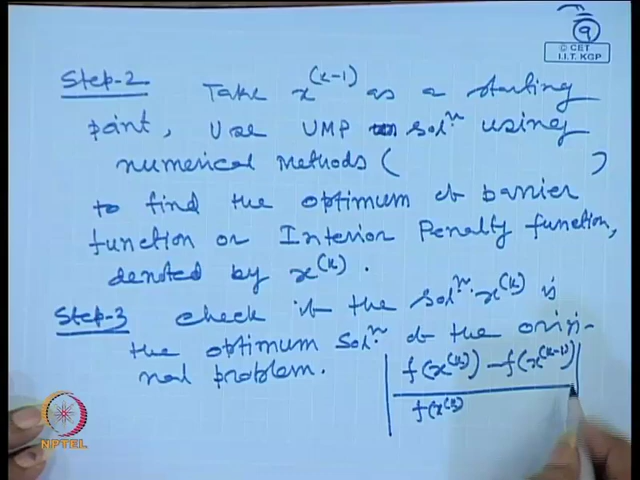 9
© CET
I.I.T. KGP
Step-2 Take x^(k-1) as a starting
point, Use UMP solⁿ using
numerical methods ( )
to find the optimum of barrier
function or Interior Penalty function,
denoted by x^(k).
Step-3 check if the solⁿ. x^(k) is
the optimum solⁿ. of the origi-
nal problem.
| f(x^(k)) - f(x^(k-1)) |
f(x^(k))
NPTEL